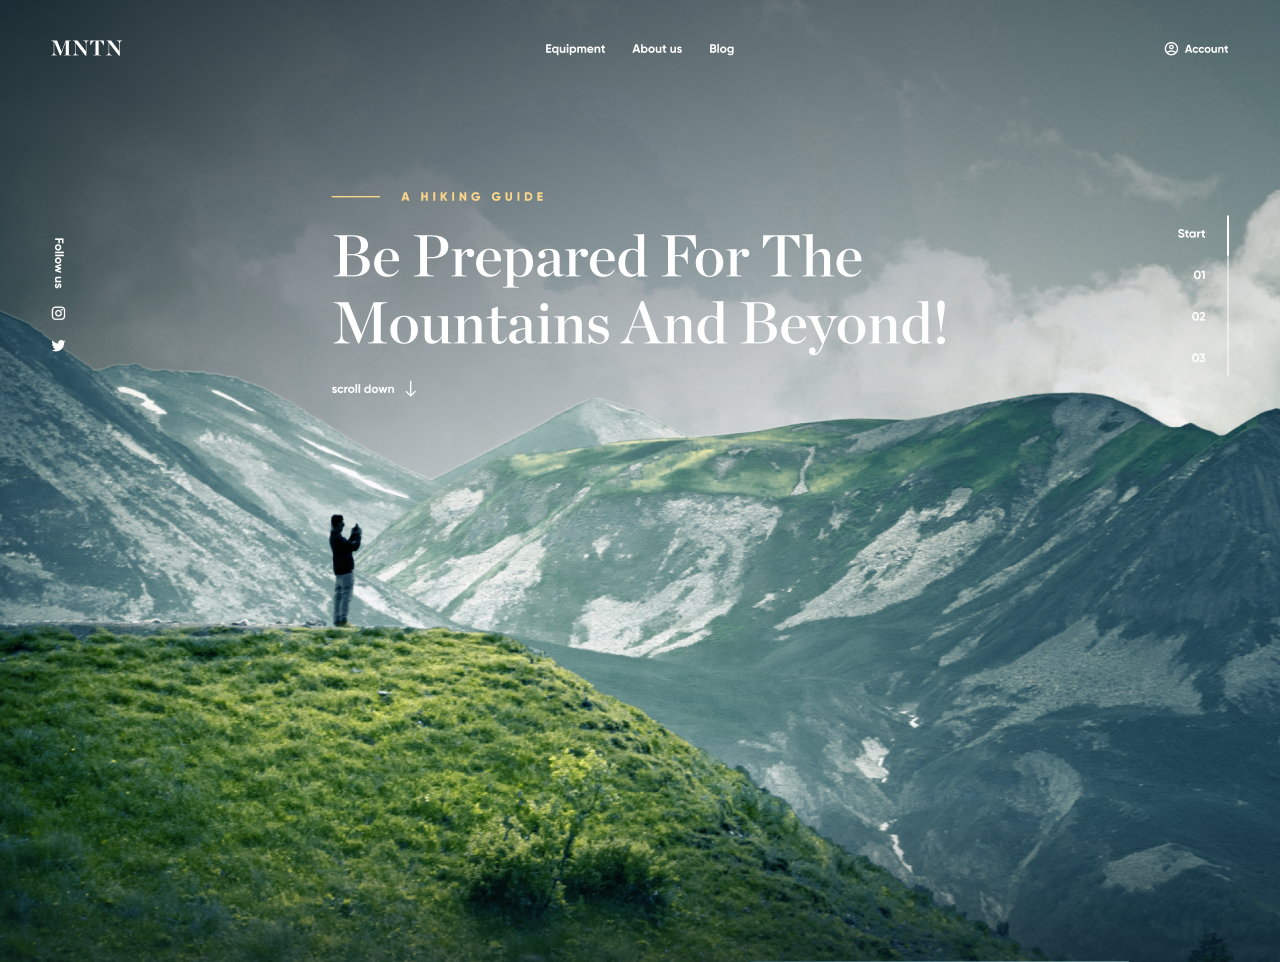 MNTN
Equipment
About us
Blog
Account
A HIKING GUIDE
Be Prepared For The
Mountains And Beyond!
scroll down
Follow us
Start
01
02
03